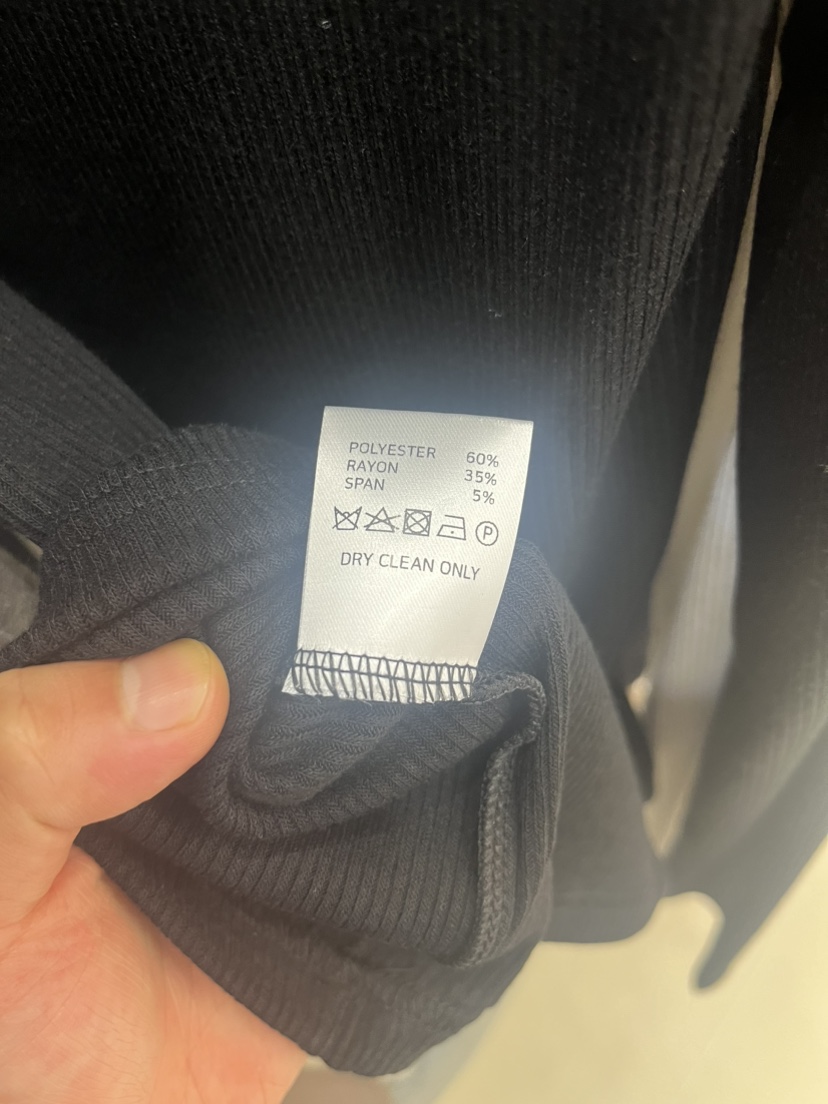 POLYESTER 60%
RAYON 35%
SPAN 5%
P
DRY CLEAN ONLY